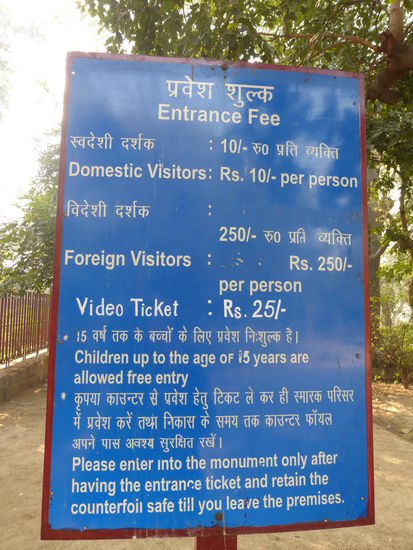 प्रवेश शुल्क
Entrance Fee
स्वदेशी दर्शक : 10/- रु0 प्रति व्यक्ति
Domestic Visitors: Rs. 10/- per person
विदेशी दर्शक :
250/- रु0 प्रति व्यक्ति
Foreign Visitors : Rs. 250/-
per person
Video Ticket : Rs. 25/-
* 15 वर्ष तक के बच्चों के लिए प्रवेश निःशुल्क है।
Children up to the age of 15 years are
allowed free entry
* कृपया काउन्टर से प्रवेश हेतु टिकट ले कर ही स्मारक परिसर
में प्रवेश करें तथा निकास के समय तक काउन्टर फॉयल
अपने पास अवश्य सुरक्षित रखें।
Please enter into the monument only after
having the entrance ticket and retain the
counterfoil safe till you leave the premises.